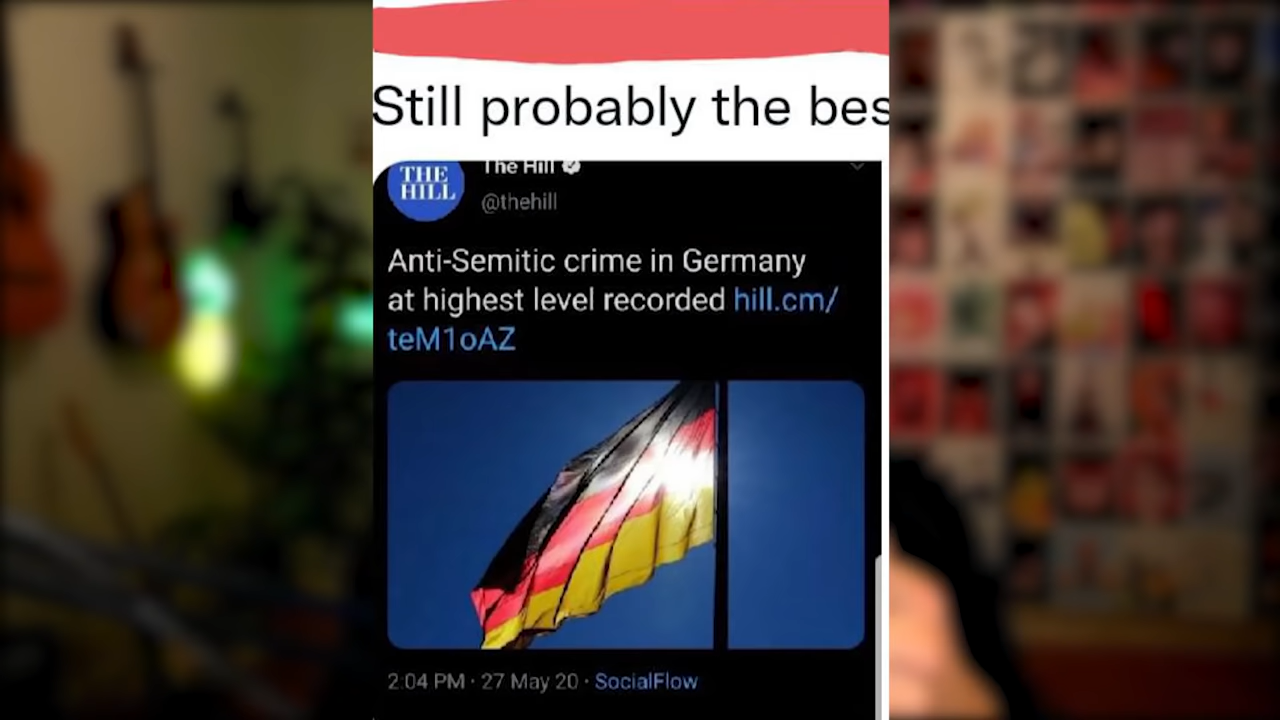 Still probably the bes
THE
HILL
The Hill
@thehill
Anti-Semitic crime in Germany
at highest level recorded hill.cm/
teM1oAZ
2:04 PM · 27 May 20 · SocialFlow